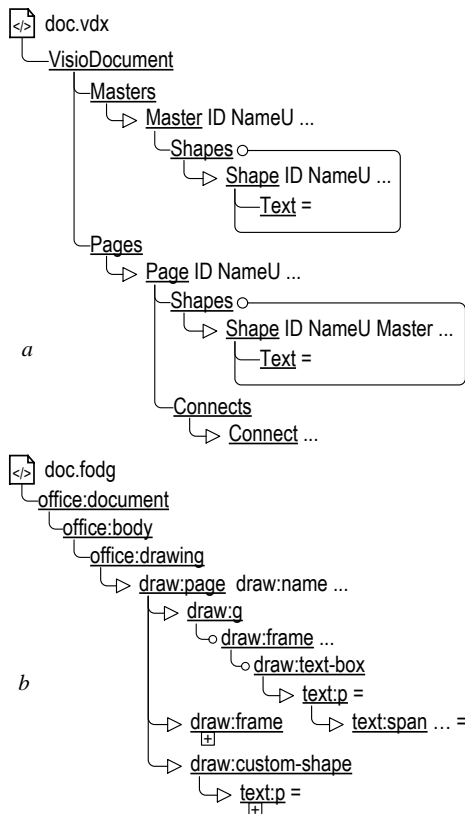 doc.vdx
VisioDocument
Masters
Master ID NameU ...
Shapes
Shape ID NameU ...
Text =
Pages
Page ID NameU ...
Shapes
Shape ID NameU Master ...
a
Text =
Connects
Connect ...
doc.fodg
office:document
office:body
office:drawing
draw:page draw:name ...
draw:g
draw:frame ...
draw:text-box
b
text:p =
text:span ... =
draw:frame
draw:custom-shape
text:p =